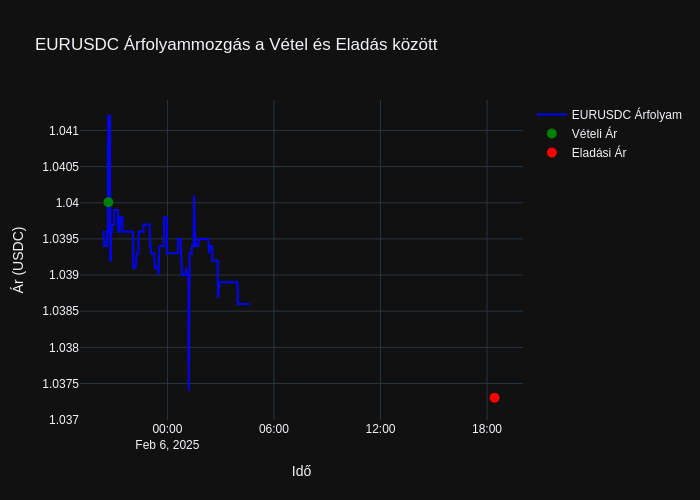 EURUSDC Árfolyammozgás a Vétel és Eladás között
EURUSDC Árfolyam
Vételi Ár
Eladási Ár
Ár (USDC)
1.041
1.0405
1.04
1.0395
1.039
1.0385
1.038
1.0375
1.037
00:00
Feb 6, 2025
06:00
12:00
18:00
Idő